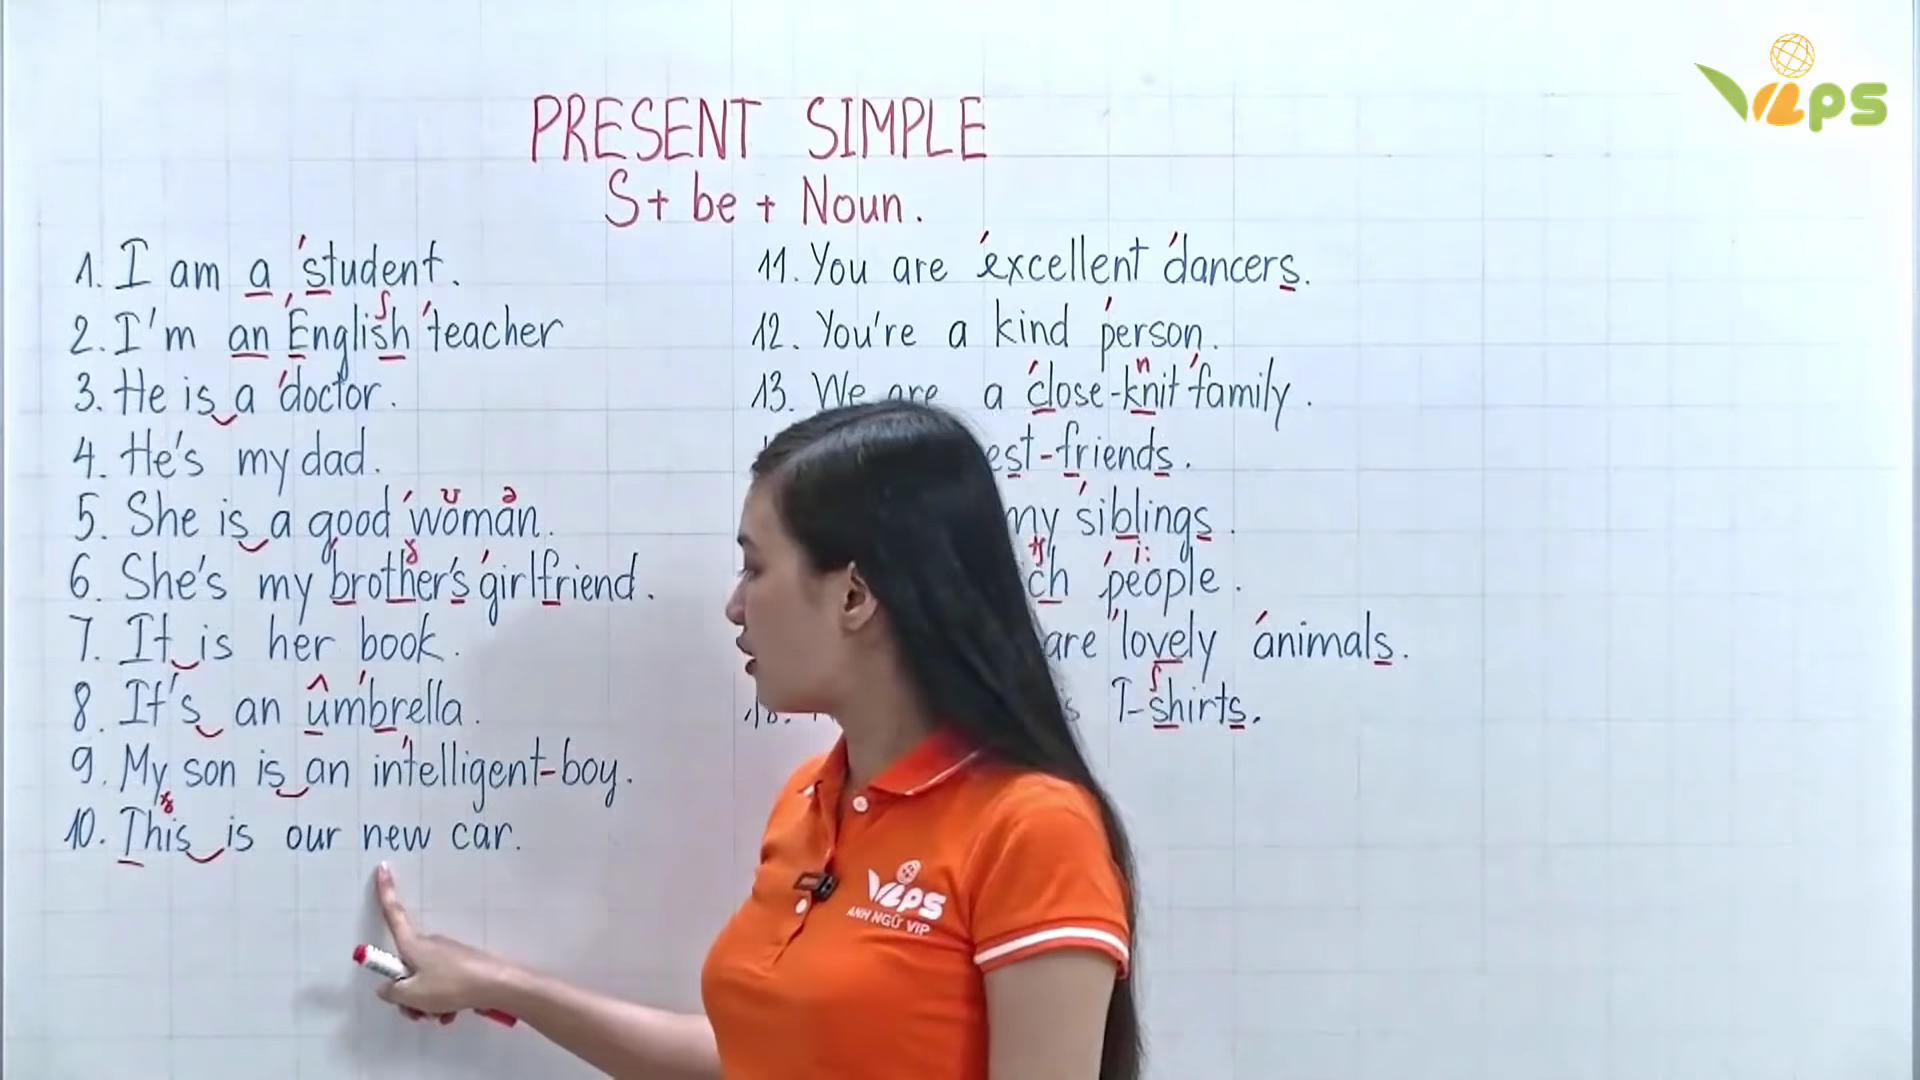 PRESENT SIMPLE
S + be + Noun.
1. I am a student.
2. I'm an English teacher
3. He is a doctor.
4. He's my dad.
5. She is a good woman.
6. She's my brother's girlfriend.
7. It is her book.
8. It's an umbrella.
9. My son is an intelligent-boy.
10. This is our new car.
11. You are excellent dancers.
12. You're a kind person.
13. We are a close-knit family.
-friends.
my siblings.
people.
are lovely animals.
T-shirts.
ViLPS
ViLPS
ANH NGỮ VIP